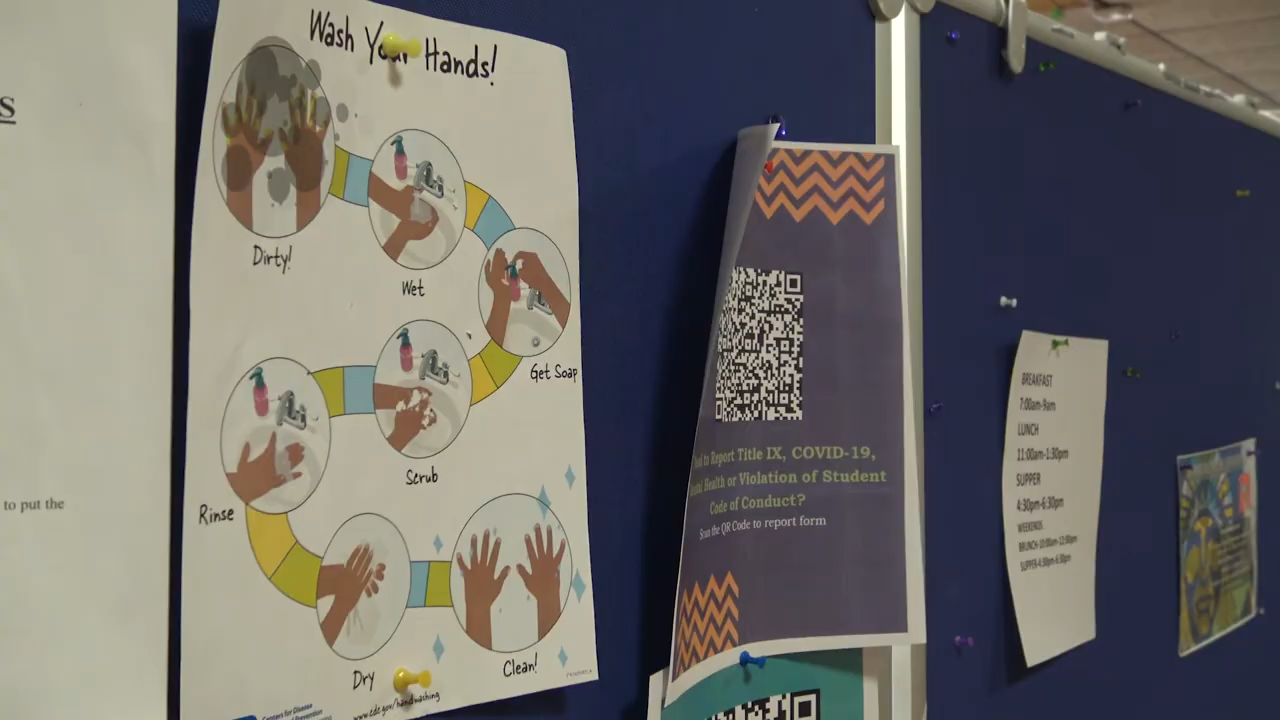 s
to put the
Wash Your Hands!
Dirty!
Wet
Get Soap
Scrub
Rinse
Dry
Clean!
Centers for Disease
www.cdc.gov/handwashing
to Report Title IX, COVID-19,
Health or Violation of Student
Code of Conduct?
Scan the QR Code to report form
BREAKFAST
7:00am-9am
LUNCH
11:00am-1:30pm
SUPPER
4:30pm-6:30pm
WEEKENDS
BRUNCH-10:00am-12:00pm
SUPPER-4:30pm-6:30pm